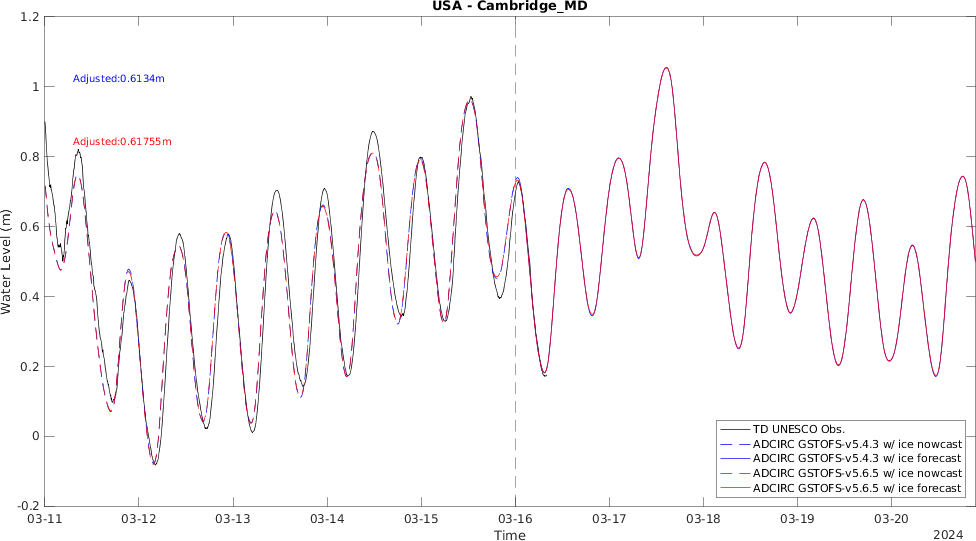 USA - Cambridge_MD
1.2
1
0.8
0.6
0.4
0.2
0
-0.2
Water Level (m)
Adjusted:0.6134m
Adjusted:0.61755m
TD UNESCO Obs.
ADCIRC GSTOFS-v5.4.3 w/ ice nowcast
ADCIRC GSTOFS-v5.4.3 w/ ice forecast
ADCIRC GSTOFS-v5.6.5 w/ ice nowcast
ADCIRC GSTOFS-v5.6.5 w/ ice forecast
03-11 03-12 03-13 03-14 03-15 03-16 03-17 03-18 03-19 03-20
Time
2024